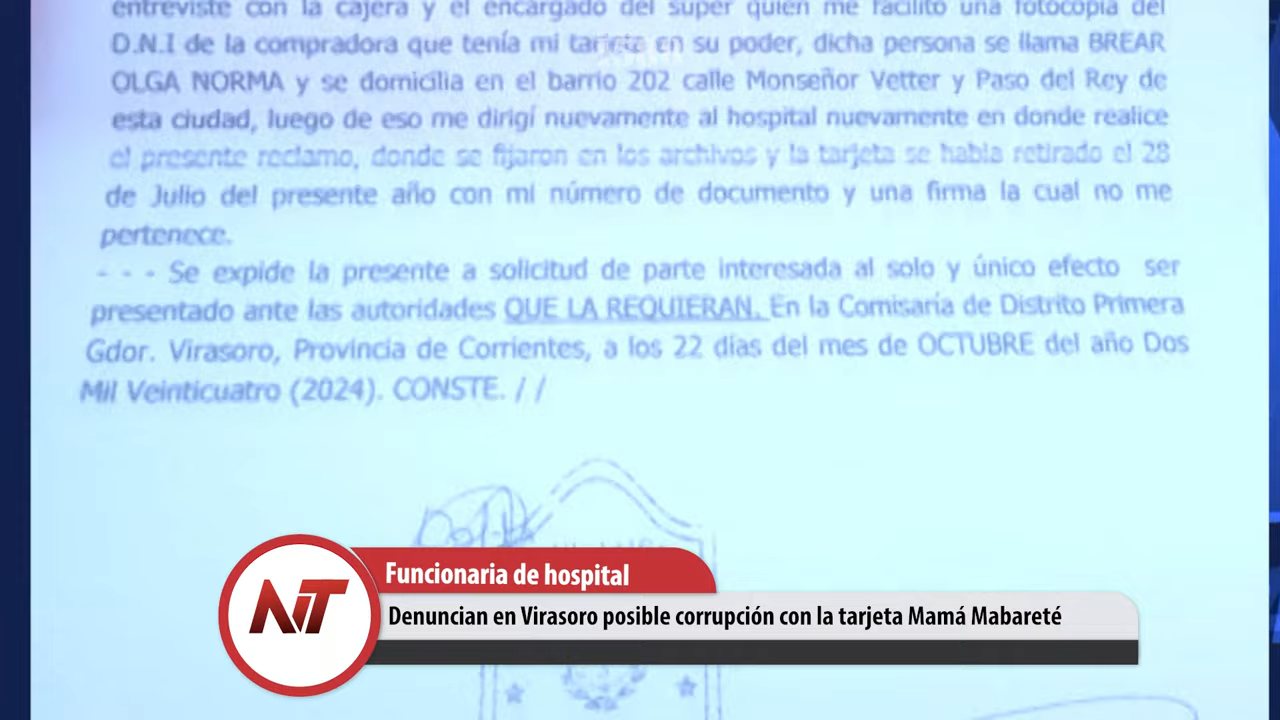 entreviste con la cajera y el encargado del super quien me facilito una fotocopia del
D.N.I de la compradora que tenía mi tarjeta en su poder, dicha persona se llama BREAR
OLGA NORMA y se domicilia en el barrio 202 calle Monseñor Vetter y Paso del Rey de
esta ciudad, luego de eso me dirigí nuevamente al hospital nuevamente en donde realice
el presente reclamo, donde se fijaron en los archivos y la tarjeta se había retirado el 28
de Julio del presente año con mi número de documento y una firma la cual no me
pertenece.
- - - Se expide la presente a solicitud de parte interesada al solo y único efecto ser
presentado ante las autoridades QUE LA REQUIERAN. En la Comisaría de Distrito Primera
Gdor. Virasoro, Provincia de Corrientes, a los 22 días del mes de OCTUBRE del año Dos
Mil Veinticuatro (2024). CONSTE. / /
NT
Funcionaria de hospital
Denuncian en Virasoro posible corrupción con la tarjeta Mamá Mabareté